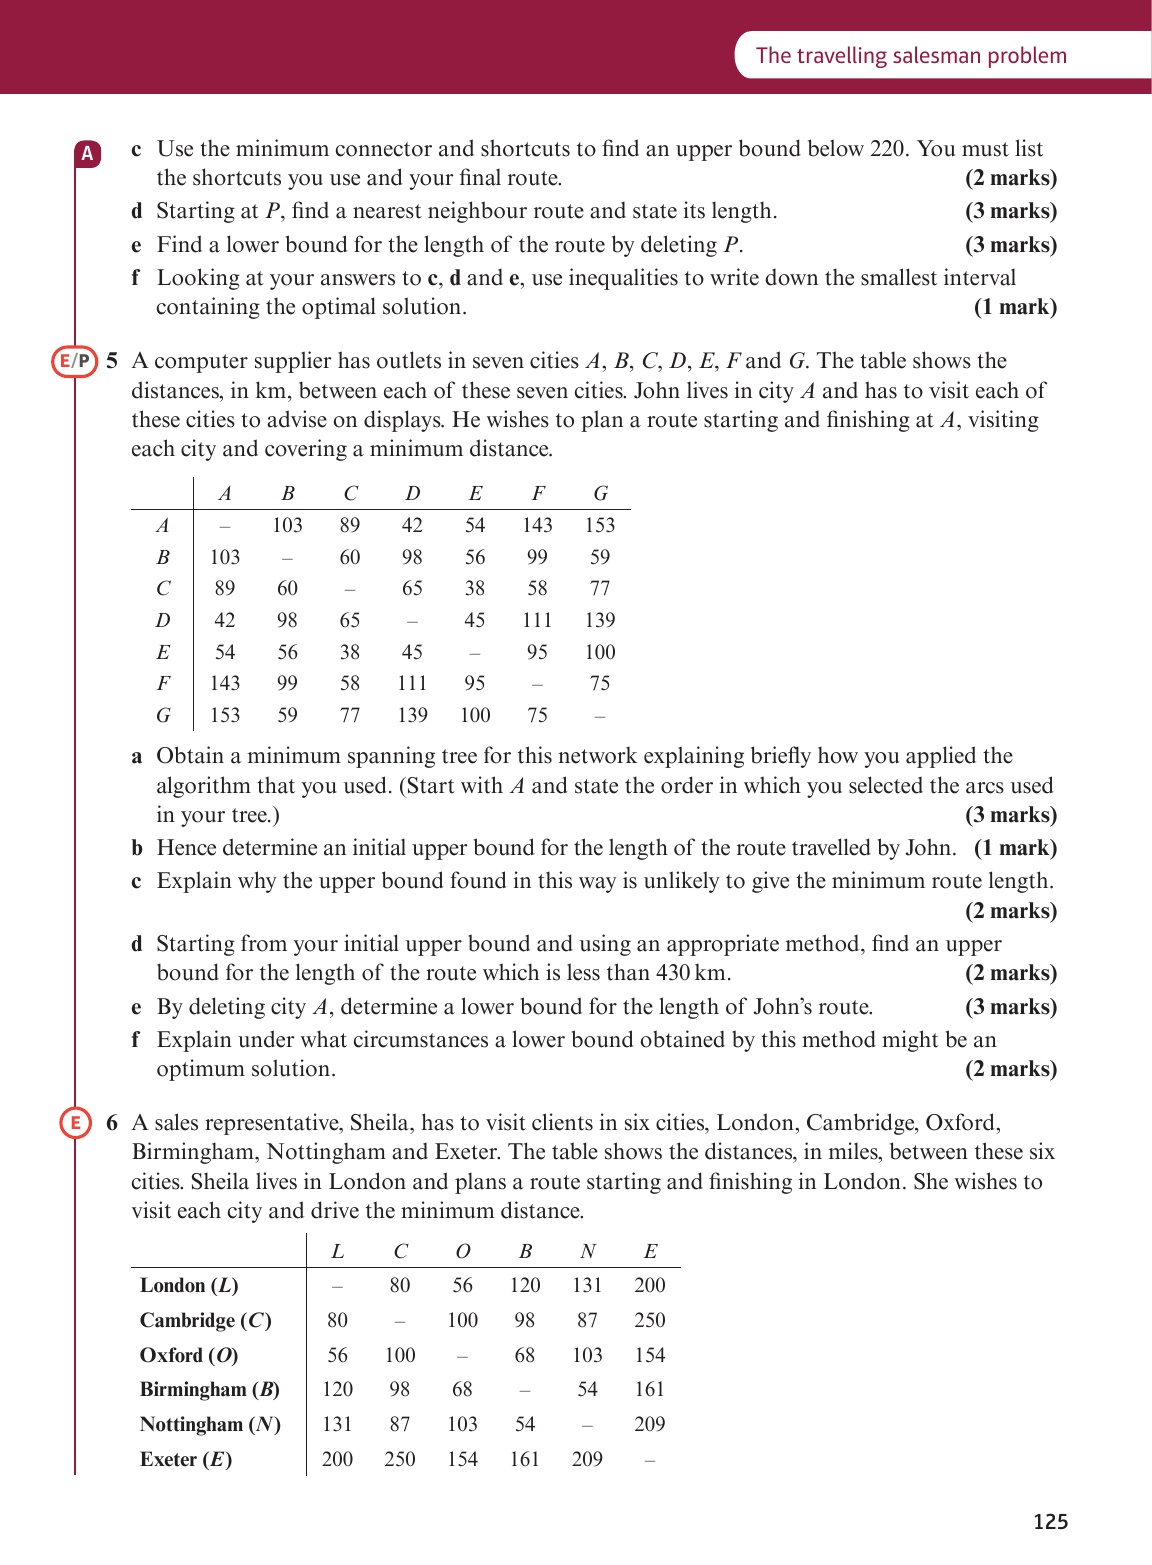 The travelling salesman problem
A
c Use the minimum connector and shortcuts to find an upper bound below 220. You must list
the shortcuts you use and your final route. (2 marks)
d Starting at P, find a nearest neighbour route and state its length. (3 marks)
e Find a lower bound for the length of the route by deleting P. (3 marks)
f Looking at your answers to c, d and e, use inequalities to write down the smallest interval
containing the optimal solution. (1 mark)
E/P 5 A computer supplier has outlets in seven cities A, B, C, D, E, F and G. The table shows the
distances, in km, between each of these seven cities. John lives in city A and has to visit each of
these cities to advise on displays. He wishes to plan a route starting and finishing at A, visiting
each city and covering a minimum distance.
A B C D E F G
A – 103 89 42 54 143 153
B 103 – 60 98 56 99 59
C 89 60 – 65 38 58 77
D 42 98 65 – 45 111 139
E 54 56 38 45 – 95 100
F 143 99 58 111 95 – 75
G 153 59 77 139 100 75 –
a Obtain a minimum spanning tree for this network explaining briefly how you applied the
algorithm that you used. (Start with A and state the order in which you selected the arcs used
in your tree.) (3 marks)
b Hence determine an initial upper bound for the length of the route travelled by John. (1 mark)
c Explain why the upper bound found in this way is unlikely to give the minimum route length.
(2 marks)
d Starting from your initial upper bound and using an appropriate method, find an upper
bound for the length of the route which is less than 430 km. (2 marks)
e By deleting city A, determine a lower bound for the length of John’s route. (3 marks)
f Explain under what circumstances a lower bound obtained by this method might be an
optimum solution. (2 marks)
E 6 A sales representative, Sheila, has to visit clients in six cities, London, Cambridge, Oxford,
Birmingham, Nottingham and Exeter. The table shows the distances, in miles, between these six
cities. Sheila lives in London and plans a route starting and finishing in London. She wishes to
visit each city and drive the minimum distance.
L C O B N E
London (L) – 80 56 120 131 200
Cambridge (C) 80 – 100 98 87 250
Oxford (O) 56 100 – 68 103 154
Birmingham (B) 120 98 68 – 54 161
Nottingham (N) 131 87 103 54 – 209
Exeter (E) 200 250 154 161 209 –
125